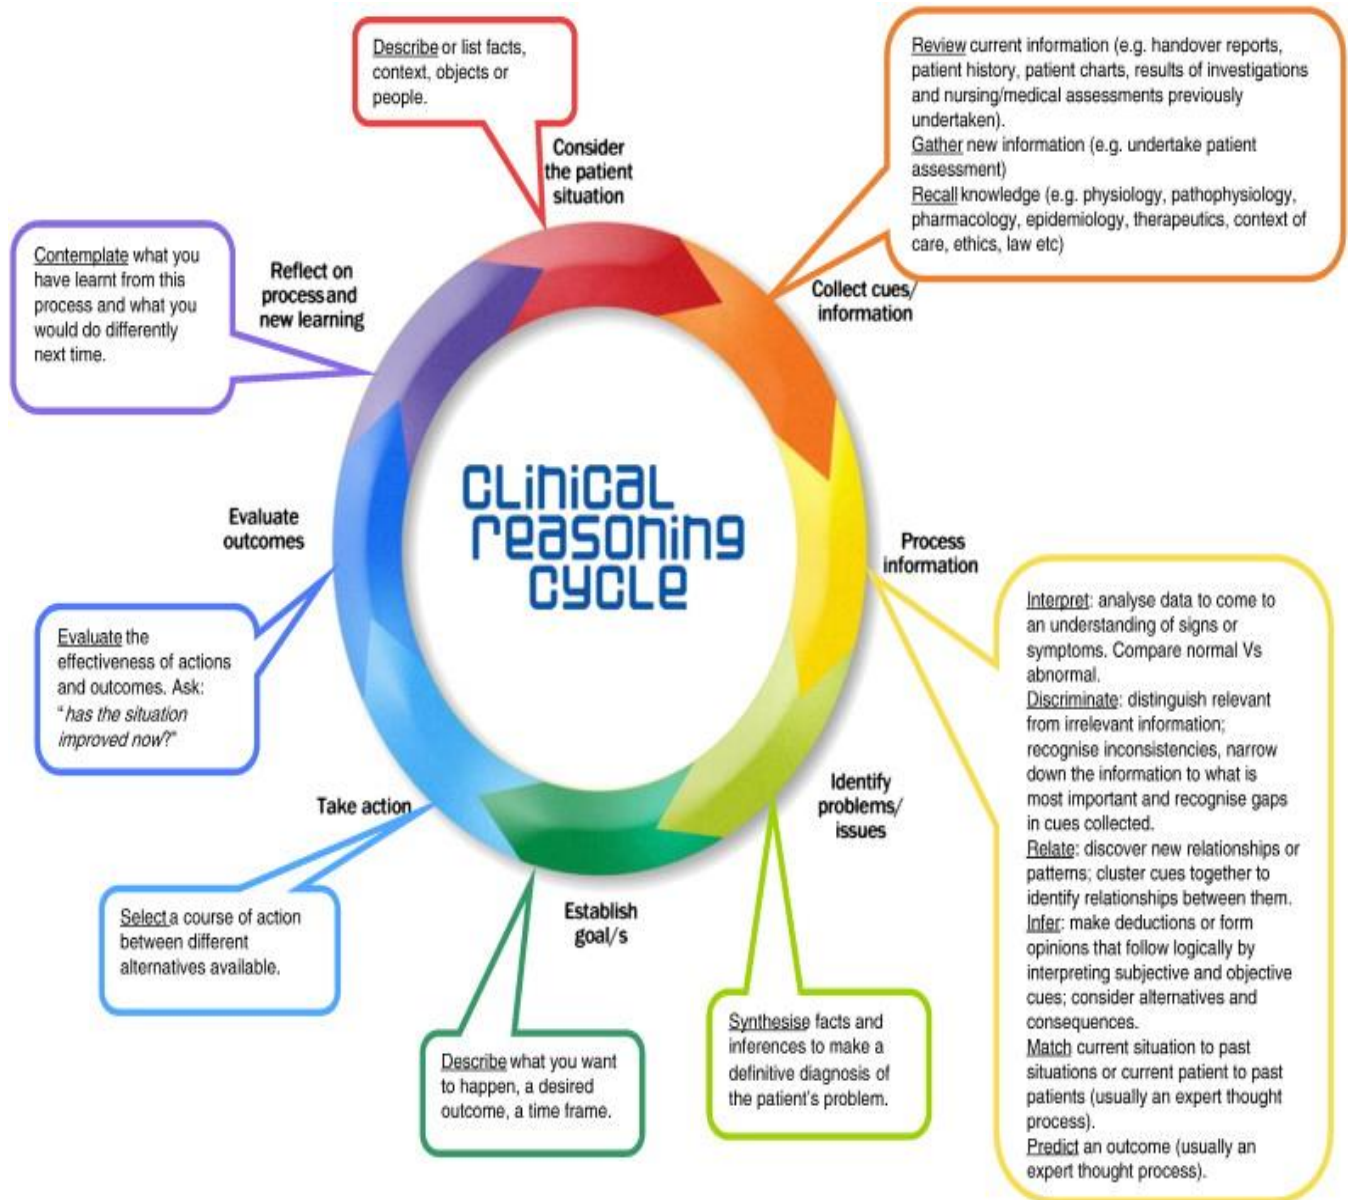 Describe or list facts,
context, objects or
people.
Consider
the patient
situation
Review current information (e.g. handover reports,
patient history, patient charts, results of investigations
and nursing/medical assessments previously
undertaken).
Gather new information (e.g. undertake patient
assessment)
Recall knowledge (e.g. physiology, pathophysiology,
pharmacology, epidemiology, therapeutics, context of
care, ethics, law etc)
Collect cues/
information
Process
information
Interpret: analyse data to come to
an understanding of signs or
symptoms. Compare normal Vs
abnormal.
Discriminate: distinguish relevant
from irrelevant information;
recognise inconsistencies, narrow
down the information to what is
most important and recognise gaps
in cues collected.
Relate: discover new relationships or
patterns; cluster cues together to
identify relationships between them.
Infer: make deductions or form
opinions that follow logically by
interpreting subjective and objective
cues; consider alternatives and
consequences.
Match current situation to past
situations or current patient to past
patients (usually an expert thought
process).
Predict an outcome (usually an
expert thought process).
Identify
problems/
issues
Synthesise facts and
inferences to make a
definitive diagnosis of
the patient's problem.
Establish
goal/s
Describe what you want
to happen, a desired
outcome, a time frame.
Take action
Select a course of action
between different
alternatives available.
Evaluate
outcomes
Evaluate the
effectiveness of actions
and outcomes. Ask:
"has the situation
improved now?"
Reflect on
process and
new learning
Contemplate what you
have learnt from this
process and what you
would do differently
next time.
CLiniCaL
reasoning
CYCLe